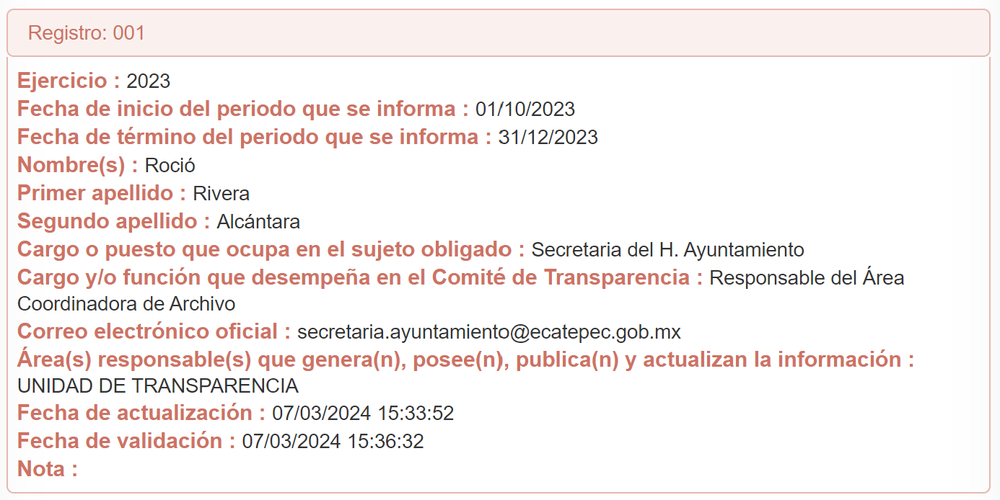 Registro: 001
Ejercicio : 2023
Fecha de inicio del periodo que se informa : 01/10/2023
Fecha de término del periodo que se informa : 31/12/2023
Nombre(s) : Roció
Primer apellido : Rivera
Segundo apellido : Alcántara
Cargo o puesto que ocupa en el sujeto obligado : Secretaria del H. Ayuntamiento
Cargo y/o función que desempeña en el Comité de Transparencia : Responsable del Área
Coordinadora de Archivo
Correo electrónico oficial : secretaria.ayuntamiento@ecatepec.gob.mx
Área(s) responsable(s) que genera(n), posee(n), publica(n) y actualizan la información :
UNIDAD DE TRANSPARENCIA
Fecha de actualización : 07/03/2024 15:33:52
Fecha de validación : 07/03/2024 15:36:32
Nota :